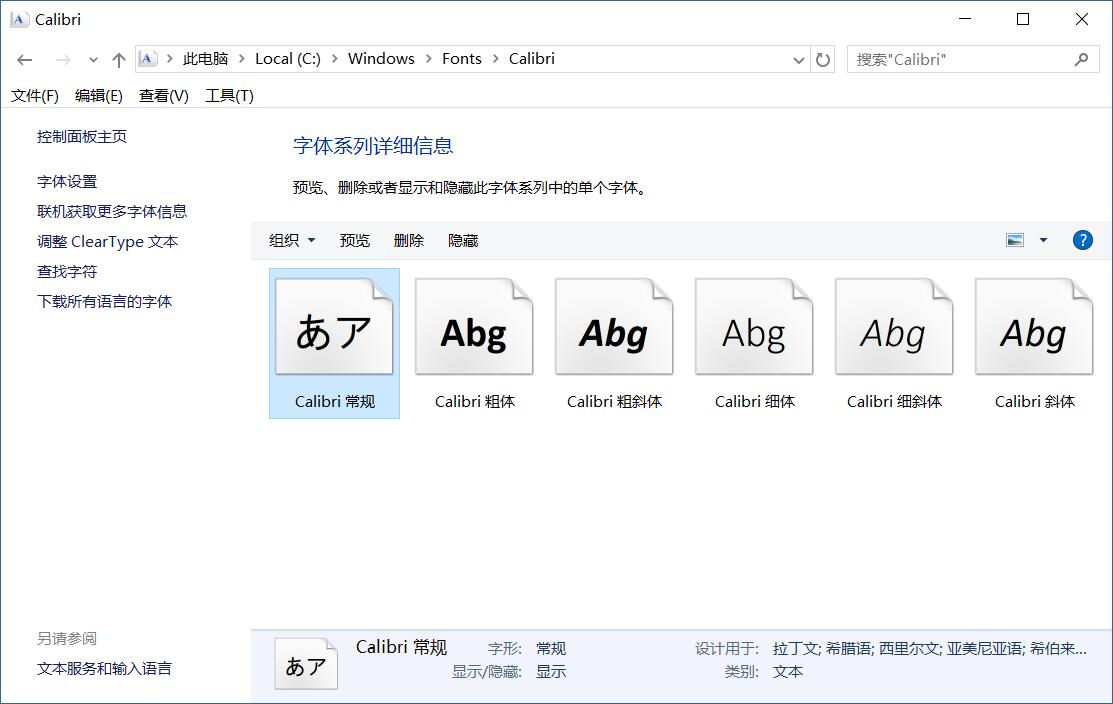 Calibri
此电脑 Local (C:) Windows Fonts Calibri
搜索"Calibri"
文件(F) 编辑(E) 查看(V) 工具(T)
控制面板主页
字体设置
联机获取更多字体信息
调整 ClearType 文本
查找字符
下载所有语言的字体
字体系列详细信息
预览、删除或者显示和隐藏此字体系列中的单个字体。
组织 预览 删除 隐藏
あア Abg Abg Abg Abg Abg
Calibri 常规 Calibri 粗体 Calibri 粗斜体 Calibri 细体 Calibri 细斜体 Calibri 斜体
另请参阅
文本服务和输入语言
あア
Calibri 常规 字形: 常规 设计用于: 拉丁文; 希腊语; 西里尔文; 亚美尼亚语; 希伯来...
显示/隐藏: 显示 类别: 文本